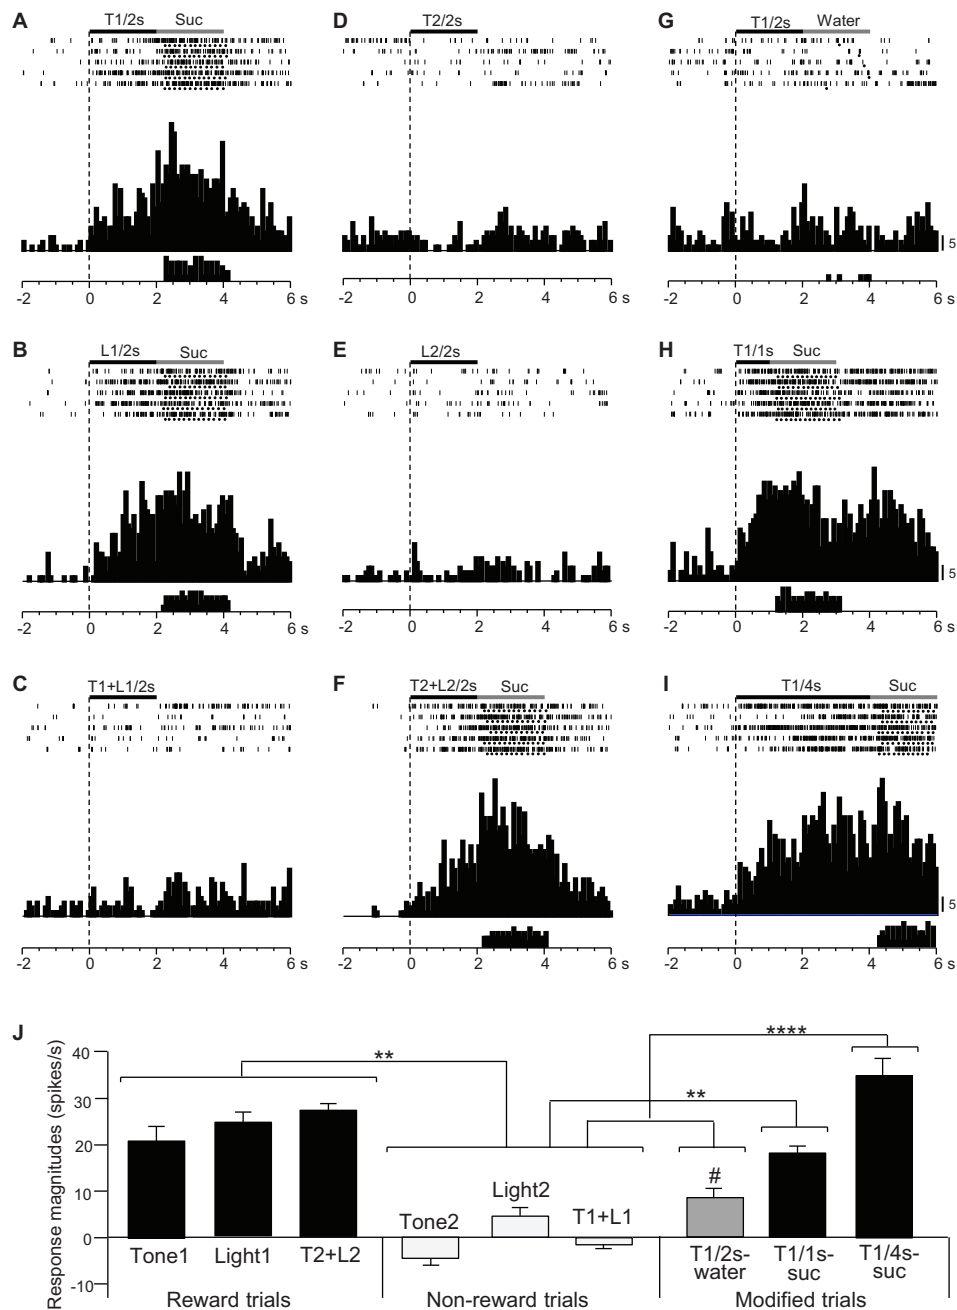 A T1/2s Suc
-2 0 2 4 6 s
D T2/2s
-2 0 2 4 6 s
G T1/2s Water
5
-2 0 2 4 6 s
B L1/2s Suc
-2 0 2 4 6 s
E L2/2s
-2 0 2 4 6 s
H T1/1s Suc
5
-2 0 2 4 6 s
C T1+L1/2s
-2 0 2 4 6 s
F T2+L2/2s Suc
-2 0 2 4 6 s
I T1/4s Suc
5
-2 0 2 4 6 s
J
Response magnitudes (spikes/s)
40
30
20
10
0
-10
**
**
****
#
Tone1 Light1 T2+L2
Reward trials
Tone2 Light2 T1+L1
Non-reward trials
T1/2s-
water
T1/1s-
suc
T1/4s-
suc
Modified trials